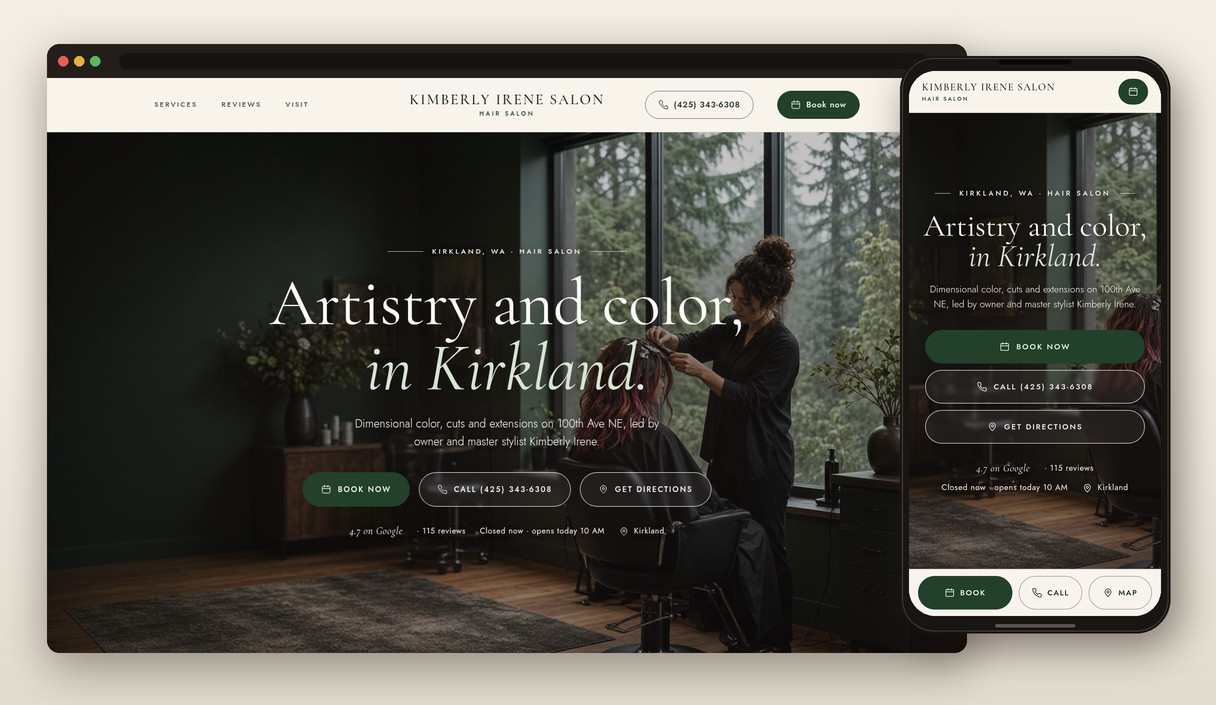 SERVICES REVIEWS VISIT
KIMBERLY IRENE SALON
HAIR SALON
(425) 343-6308
Book now
KIRKLAND, WA · HAIR SALON
Artistry and color,
in Kirkland.
Dimensional color, cuts and extensions on 100th Ave NE, led by
owner and master stylist Kimberly Irene.
BOOK NOW
CALL (425) 343-6308
GET DIRECTIONS
4.7 on Google · 115 reviews Closed now · opens today 10 AM Kirkland
KIMBERLY IRENE SALON
HAIR SALON
KIRKLAND, WA · HAIR SALON
Artistry and color,
in Kirkland.
Dimensional color, cuts and extensions on 100th Ave
NE, led by owner and master stylist Kimberly Irene.
BOOK NOW
CALL (425) 343-6308
GET DIRECTIONS
4.7 on Google · 115 reviews
Closed now · opens today 10 AM Kirkland
BOOK CALL MAP